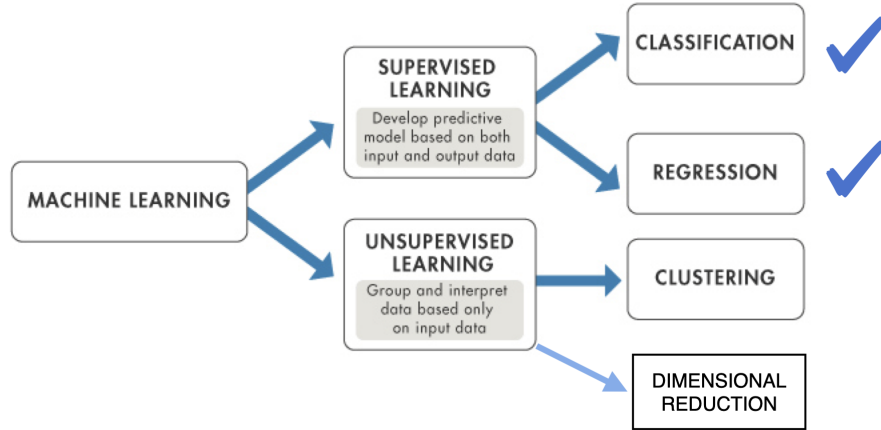 MACHINE LEARNING
SUPERVISED
LEARNING
Develop predictive
model based on both
input and output data
UNSUPERVISED
LEARNING
Group and interpret
data based only
on input data
CLASSIFICATION
REGRESSION
CLUSTERING
DIMENSIONAL
REDUCTION